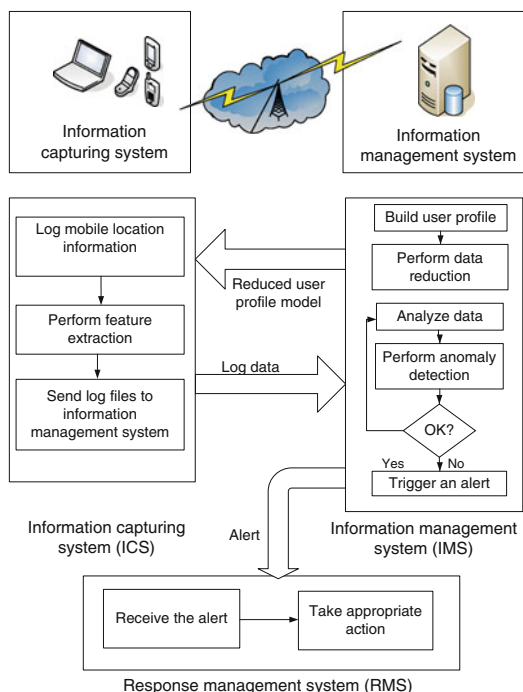 Information
capturing system
Information
management system
Log mobile location
information
Perform feature
extraction
Send log files to
information
management system
Reduced user
profile model
Log data
Build user profile
Perform data
reduction
Analyze data
Perform anomaly
detection
OK?
Yes
No
Trigger an alert
Information capturing
system (ICS)
Alert
Information management
system (IMS)
Receive the alert
Take appropriate
action
Response management system (RMS)